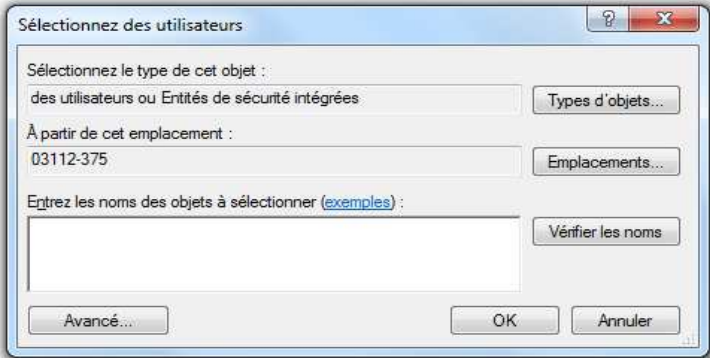 Sélectionnez des utilisateurs
Sélectionnez le type de cet objet :
des utilisateurs ou Entités de sécurité intégrées
Types d'objets...
À partir de cet emplacement :
03112-375
Emplacements...
Entrez les noms des objets à sélectionner (exemples) :
Vérifier les noms
Avancé...
OK
Annuler